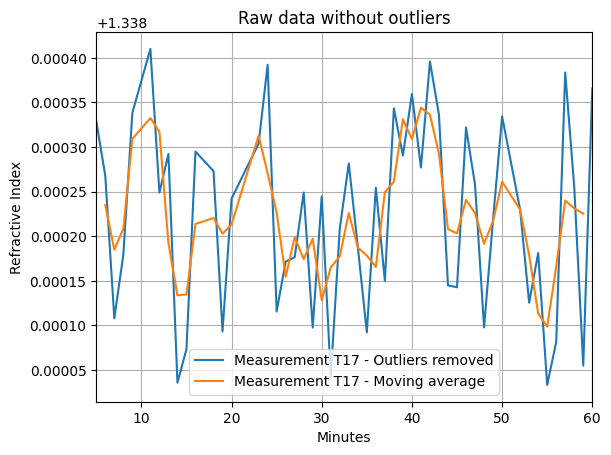 Raw data without outliers
+1.338
0.00040
0.00035
0.00030
0.00025
0.00020
0.00015
0.00010
0.00005
Refractive Index
Measurement T17 - Outliers removed
Measurement T17 - Moving average
10 20 30 40 50 60
Minutes